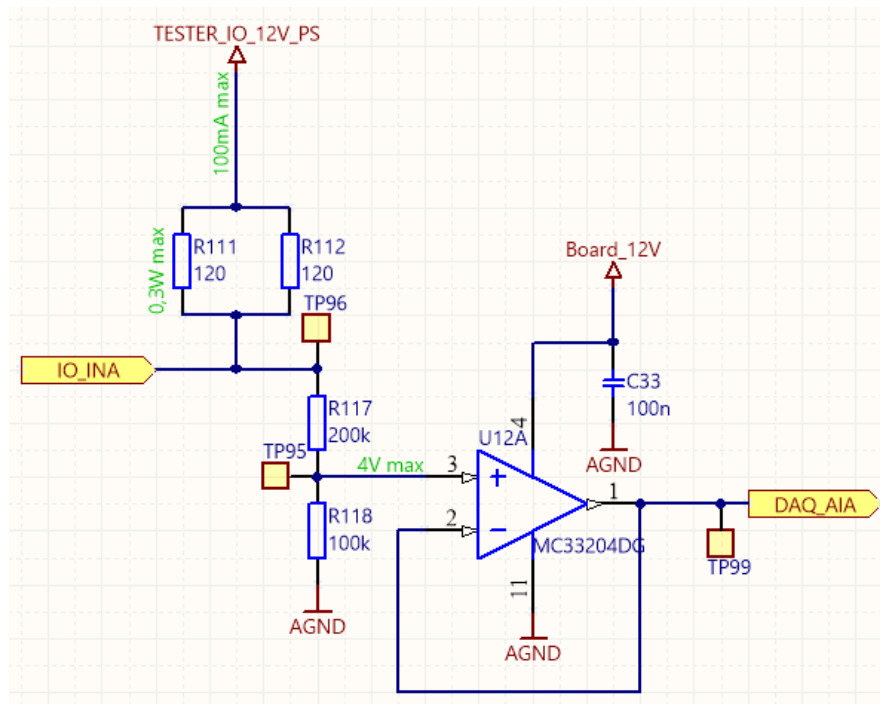 TESTER_IO_12V_PS
100mA max
R111
120
R112
120
0,3W max
TP96
Board_12V
IO_INA
C33
100n
R117
200k
4
U12A
AGND
TP95
4V max
3
1
DAQ_AIA
R118
100k
2
MC33204DG
TP99
11
AGND
AGND